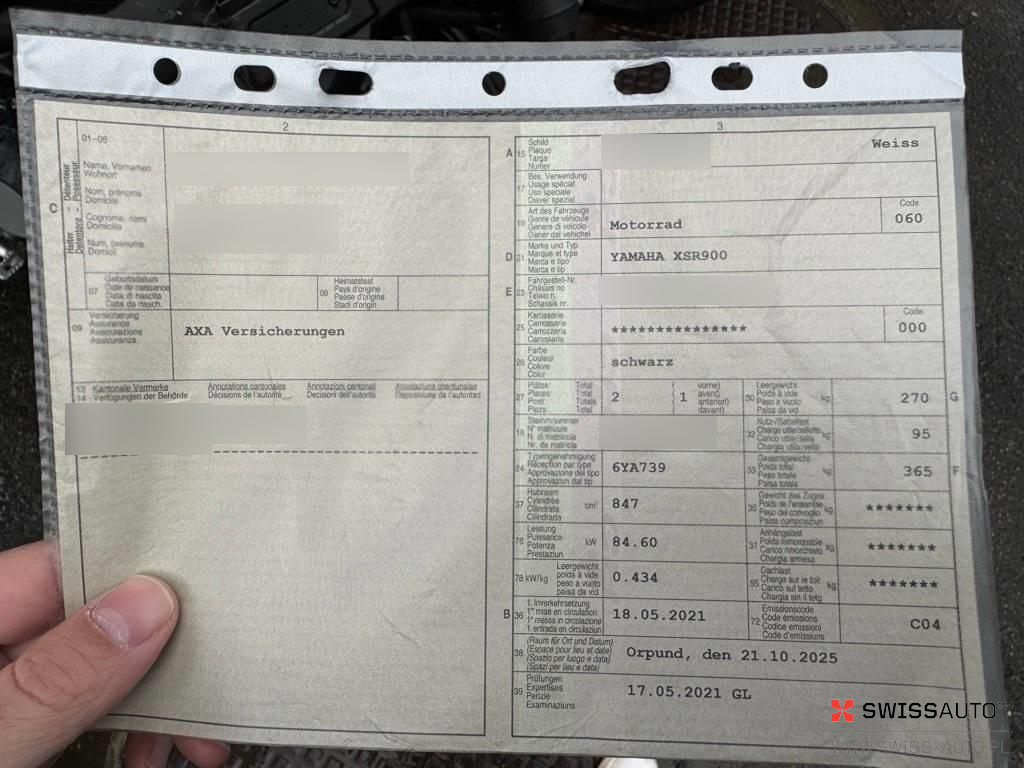 2
01-06
Name, Vornamen
Wohnort
Nom, prénoms
Domicile
Cognome, nomi
Domicilio
Num, prenums
Domicil
C
Halter - Détenteur
Detentore - Possessur
07
Geburtsdatum
Date de naissance
Data di nascita
Data da nasch.
08
Heimatstaat
Pays d'origine
Paese d'origine
Stadi d'origin
09
Versicherung
Assurance
Assicurazione
Assicuranza
AXA Versicherungen
13 Kantonale Vermerke
14 Verfügungen der Behörde
Annotations cantonales
Décisions de l'autorité
Annotazioni cantonali
Decisioni dell'autorità
Annotaziuns chantunalas
Disposiziuns da l'autoritad
3
A 15
Schild
Plaque
Targa
Numer
Weiss
17
Bes. Verwendung
Usage spécial
Uso speciale
Diever spezial
19
Art des Fahrzeugs
Genre de véhicule
Genere di veicolo
Gener dal vehichel
Motorrad
Code
060
D 21
Marke und Typ
Marque et type
Marca e tipo
Marca e tip
YAMAHA XSR900
E 23
Fahrgestell-Nr.
Châssis no
Telaio n.
Schassis nr.
25
Karosserie
Carrosserie
Carrozzeria
Carossaria
***************
Code
000
26
Farbe
Couleur
Colore
Colur
schwarz
27
Plätze: Total
Places: Total
Posti: Totale
Plazs: Total
2
( 1
vorne)
avant)
anteriori)
davant)
30
Leergewicht
Poids à vide
Peso a vuoto
Paisa da vid
kg
270
G
18
Stammnummer
N° matricule
N. di matricola
Nr. da matricla
32
Nutz-/Sattellast
Charge utile/sellette
Carico utile/sella
Chargia utila/sella
kg
95
24
Typengenehmigung
Réception par type
Approvazione del tipo
Approvaziun dal tip
6YA739
33
Gesamtgewicht
Poids total
Peso totale
Paisa totala
kg
365
F
37
Hubraum
Cylindrée
Cilindrata
Cilindrada
cm³
847
35
Gewicht des Zuges
Poids de l'ensemble
Peso del convoglio
Paisa cumposiziun
kg
*******
76
Leistung
Puissance
Potenza
Prestaziun
kW
84.60
31
Anhängelast
Poids remorquable
Carico rimorchiato
Chargia annexa
kg
*******
78 kW/kg
Leergewicht
poids à vide
peso a vuoto
paisa da vid
0.434
55
Dachlast
Charge sur le toit
Carico sul tetto
Chargia sin il tetg
kg
*******
B 36
1. Inverkehrsetzung
1re mise en circulation
1a messa in circolazione
1. entrada en circulaziun
18.05.2021
72
Emissionscode
Code émissions
Codice emissioni
Code d'emissiuns
C04
38
(Raum für Ort und Datum)
(Espace pour lieu et date)
(Spazio per luogo e data)
(Spazi per lieu e data)
Orpund, den 21.10.2025
39
Prüfungen
Expertises
Perizie
Examinaziuns
17.05.2021 GL
SWISSAUTO
WWW.SWISS-AUTO.PL